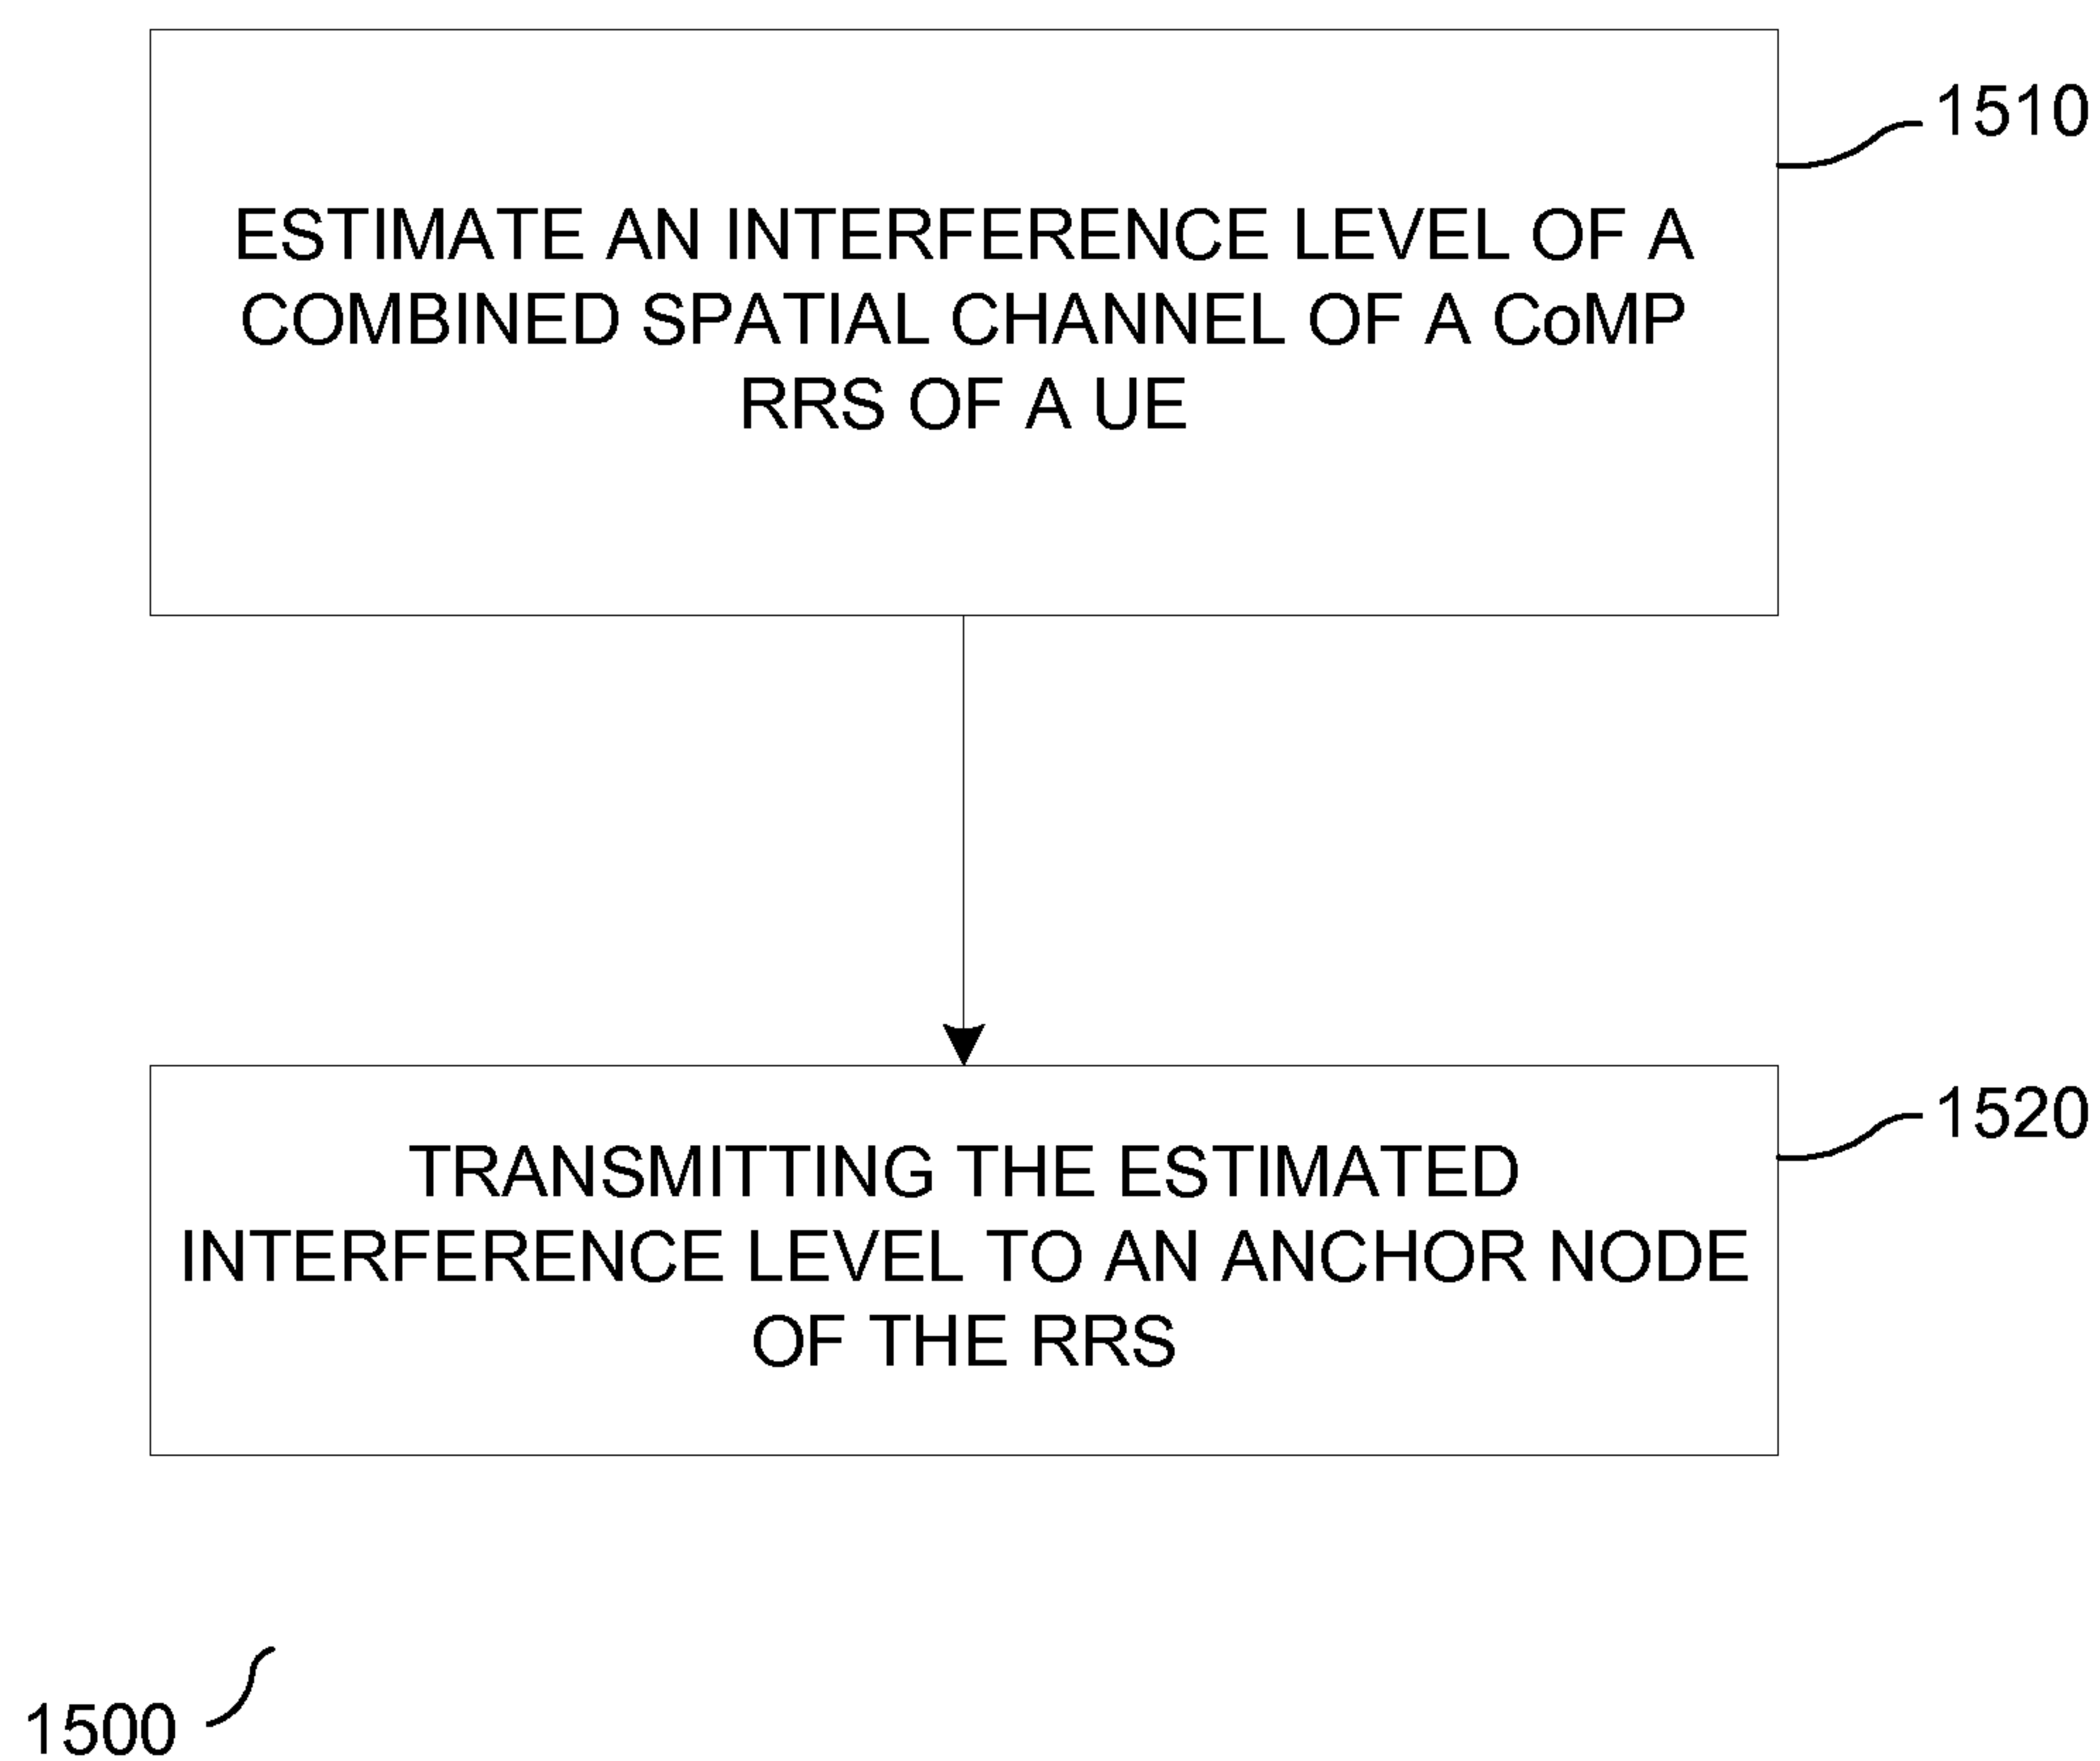 1510
ESTIMATE AN INTERFERENCE LEVEL OF A
COMBINED SPATIAL CHANNEL OF A CoMP
RRS OF A UE
1520
TRANSMITTING THE ESTIMATED
INTERFERENCE LEVEL TO AN ANCHOR NODE
OF THE RRS
1500